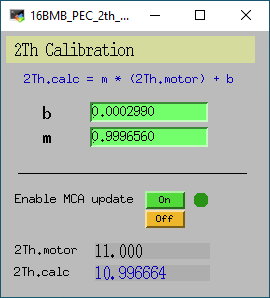 16BMB_PEC_2th_...
2Th Calibration
2Th.calc = m * (2Th.motor) + b
b 0.0002990
m 0.9996560
Enable MCA update On
Off
2Th.motor 11.000
2Th.calc 10.996664